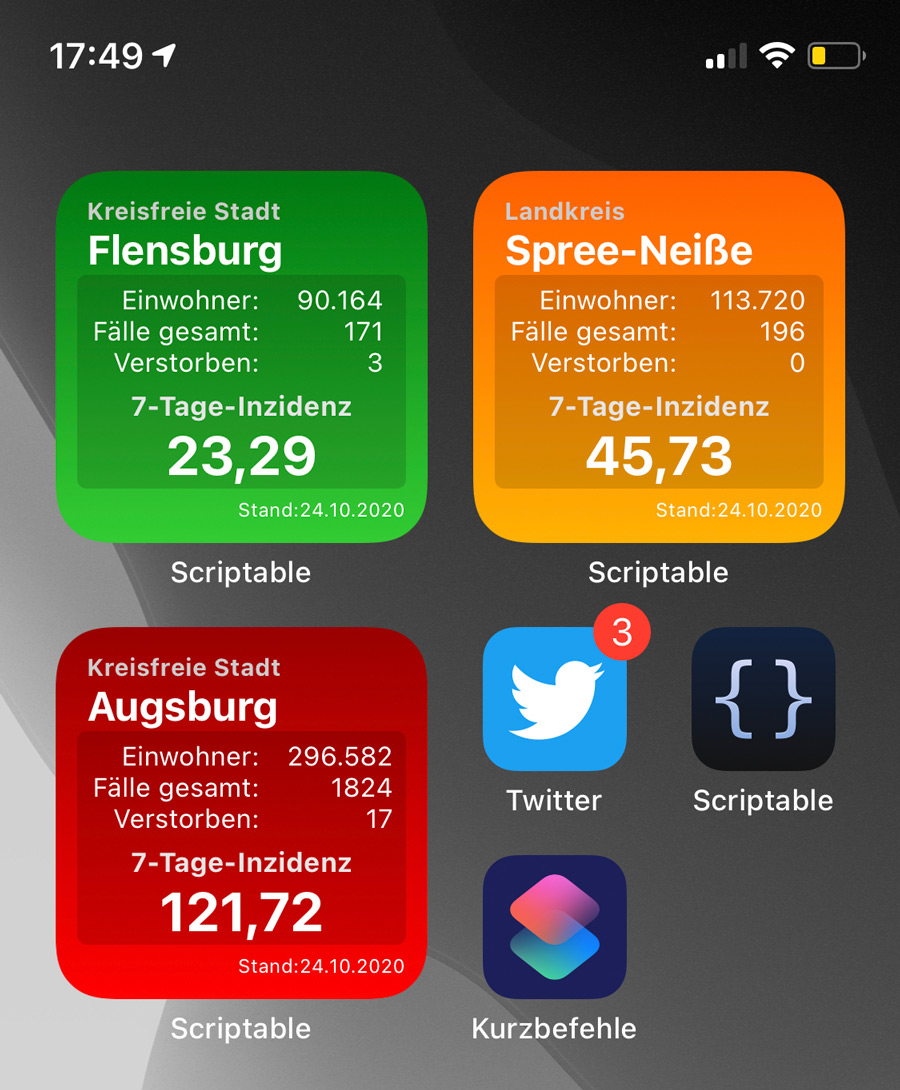 17:49
Kreisfreie Stadt
Flensburg
Einwohner: 90.164
Fälle gesamt: 171
Verstorben: 3
7-Tage-Inzidenz
23,29
Stand:24.10.2020
Scriptable
Landkreis
Spree-Neiße
Einwohner: 113.720
Fälle gesamt: 196
Verstorben: 0
7-Tage-Inzidenz
45,73
Stand:24.10.2020
Scriptable
Kreisfreie Stadt
Augsburg
Einwohner: 296.582
Fälle gesamt: 1824
Verstorben: 17
7-Tage-Inzidenz
121,72
Stand:24.10.2020
Scriptable
3
Twitter
{ }
Scriptable
Kurzbefehle